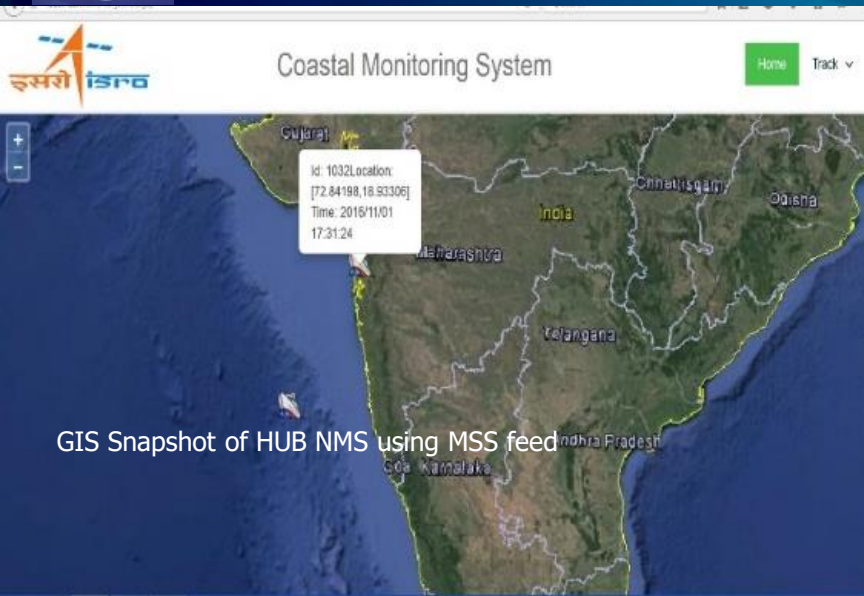 इसरो isro
Coastal Monitoring System
Home
Track
+
-
Gujarat
Id: 1032Location:
[72.84198,18.93306]
Time: 2016/11/01
17:31:24
Chhattisgarh
Odisha
India
Maharashtra
Telangana
GIS Snapshot of HUB NMS using MSS feed
Andhra Pradesh
Goa Karnataka